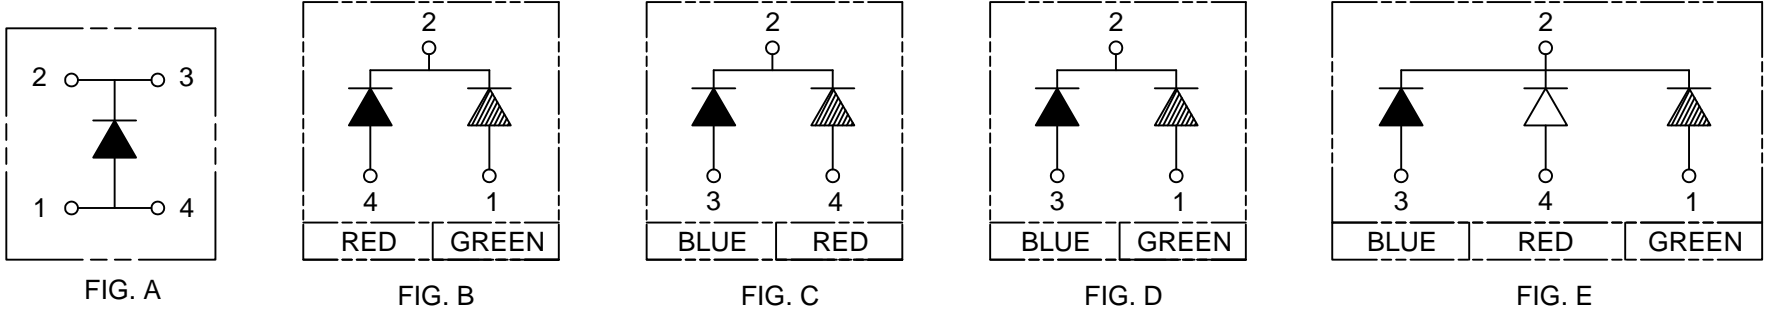 2 3
1 4
FIG. A
2
4 1
RED GREEN
FIG. B
2
3 4
BLUE RED
FIG. C
2
3 1
BLUE GREEN
FIG. D
2
3 4 1
BLUE RED GREEN
FIG. E